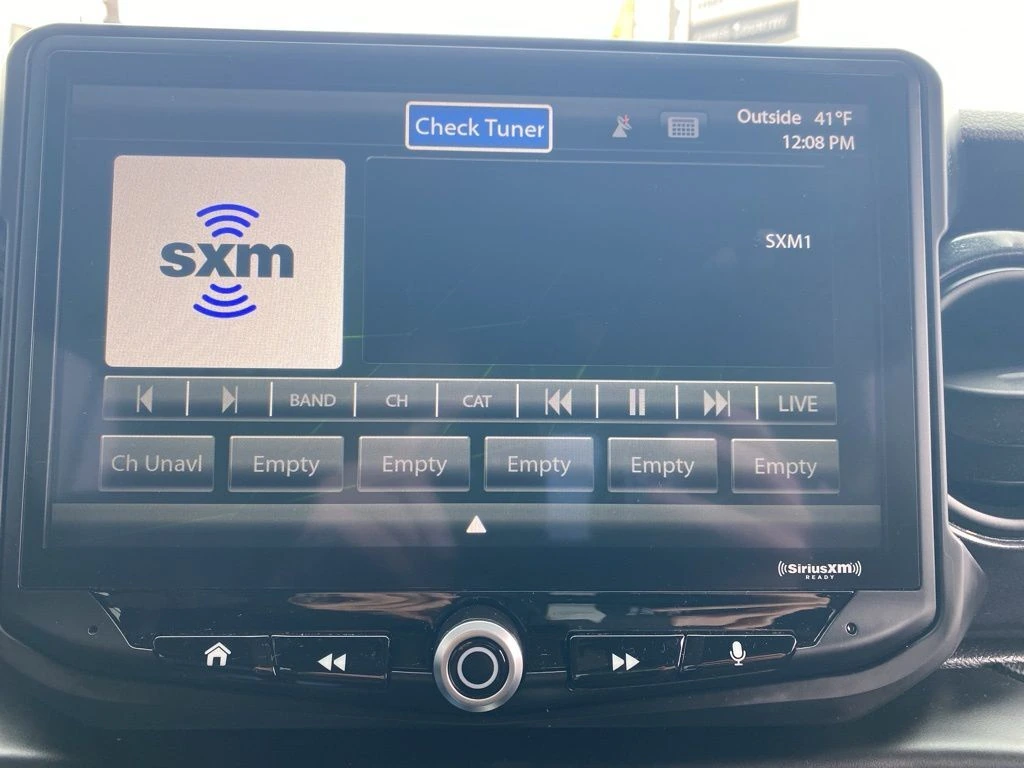 Check Tuner
Outside 41°F
12:08 PM
sxm
SXM1
BAND CH CAT LIVE
Ch Unavl Empty Empty Empty Empty Empty
((SiriusXM))
READY